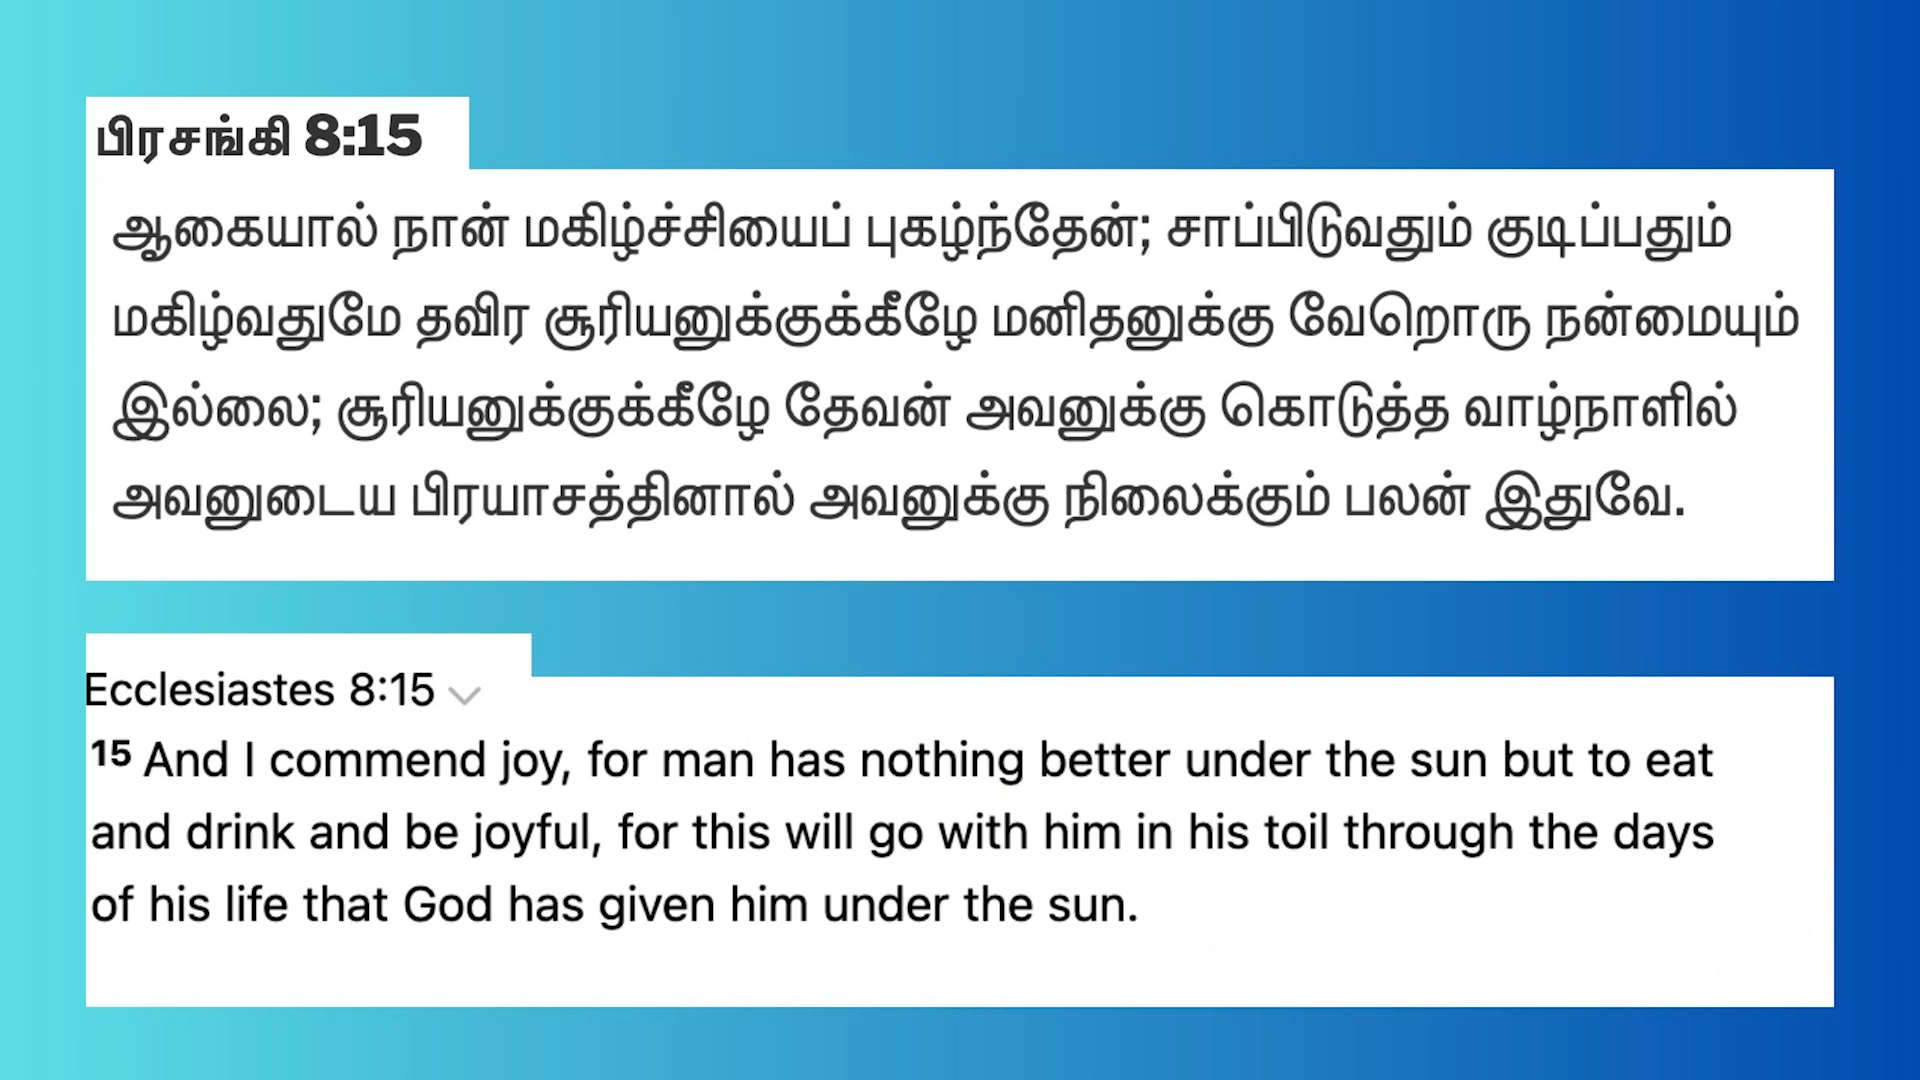 பிரசங்கி 8:15
ஆகையால் நான் மகிழ்ச்சியைப் புகழ்ந்தேன்; சாப்பிடுவதும் குடிப்பதும்
மகிழ்வதுமே தவிர சூரியனுக்குக்கீழே மனிதனுக்கு வேறொரு நன்மையும்
இல்லை; சூரியனுக்குக்கீழே தேவன் அவனுக்கு கொடுத்த வாழ்நாளில்
அவனுடைய பிரயாசத்தினால் அவனுக்கு நிலைக்கும் பலன் இதுவே.
Ecclesiastes 8:15
15 And I commend joy, for man has nothing better under the sun but to eat
and drink and be joyful, for this will go with him in his toil through the days
of his life that God has given him under the sun.